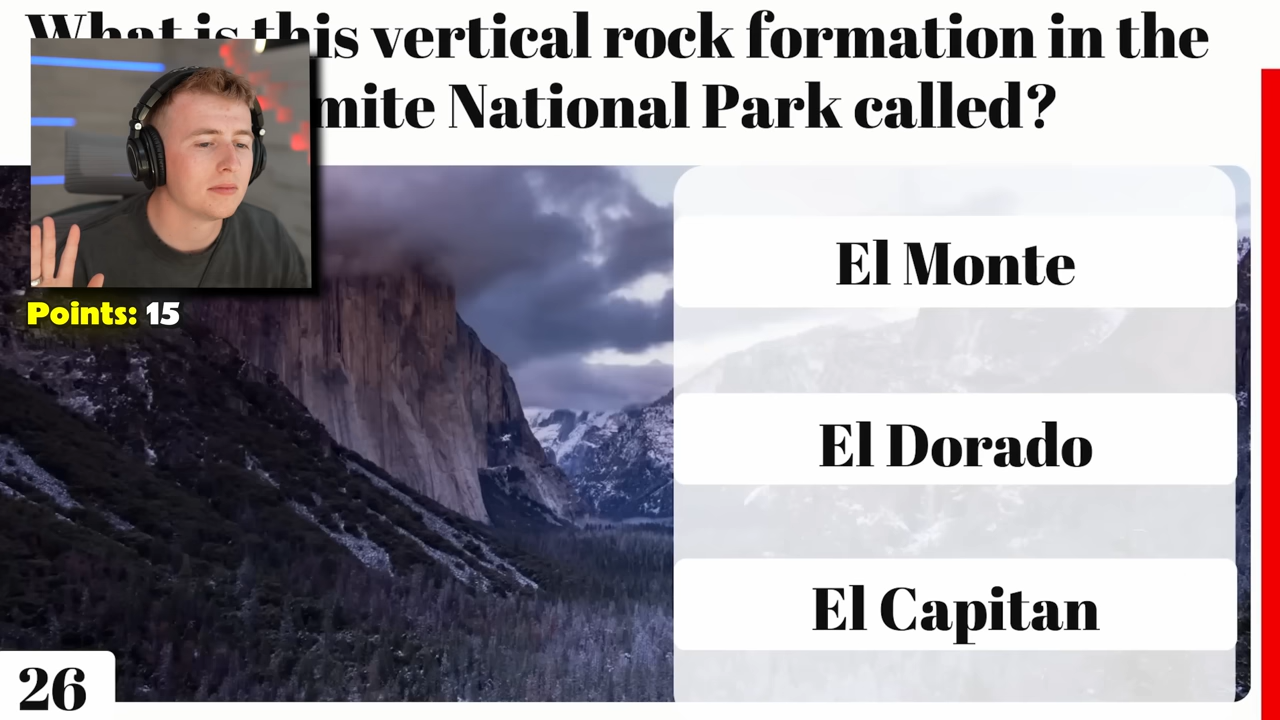 What is this vertical rock formation in the
mite National Park called?
Points: 15
El Monte
El Dorado
El Capitan
26